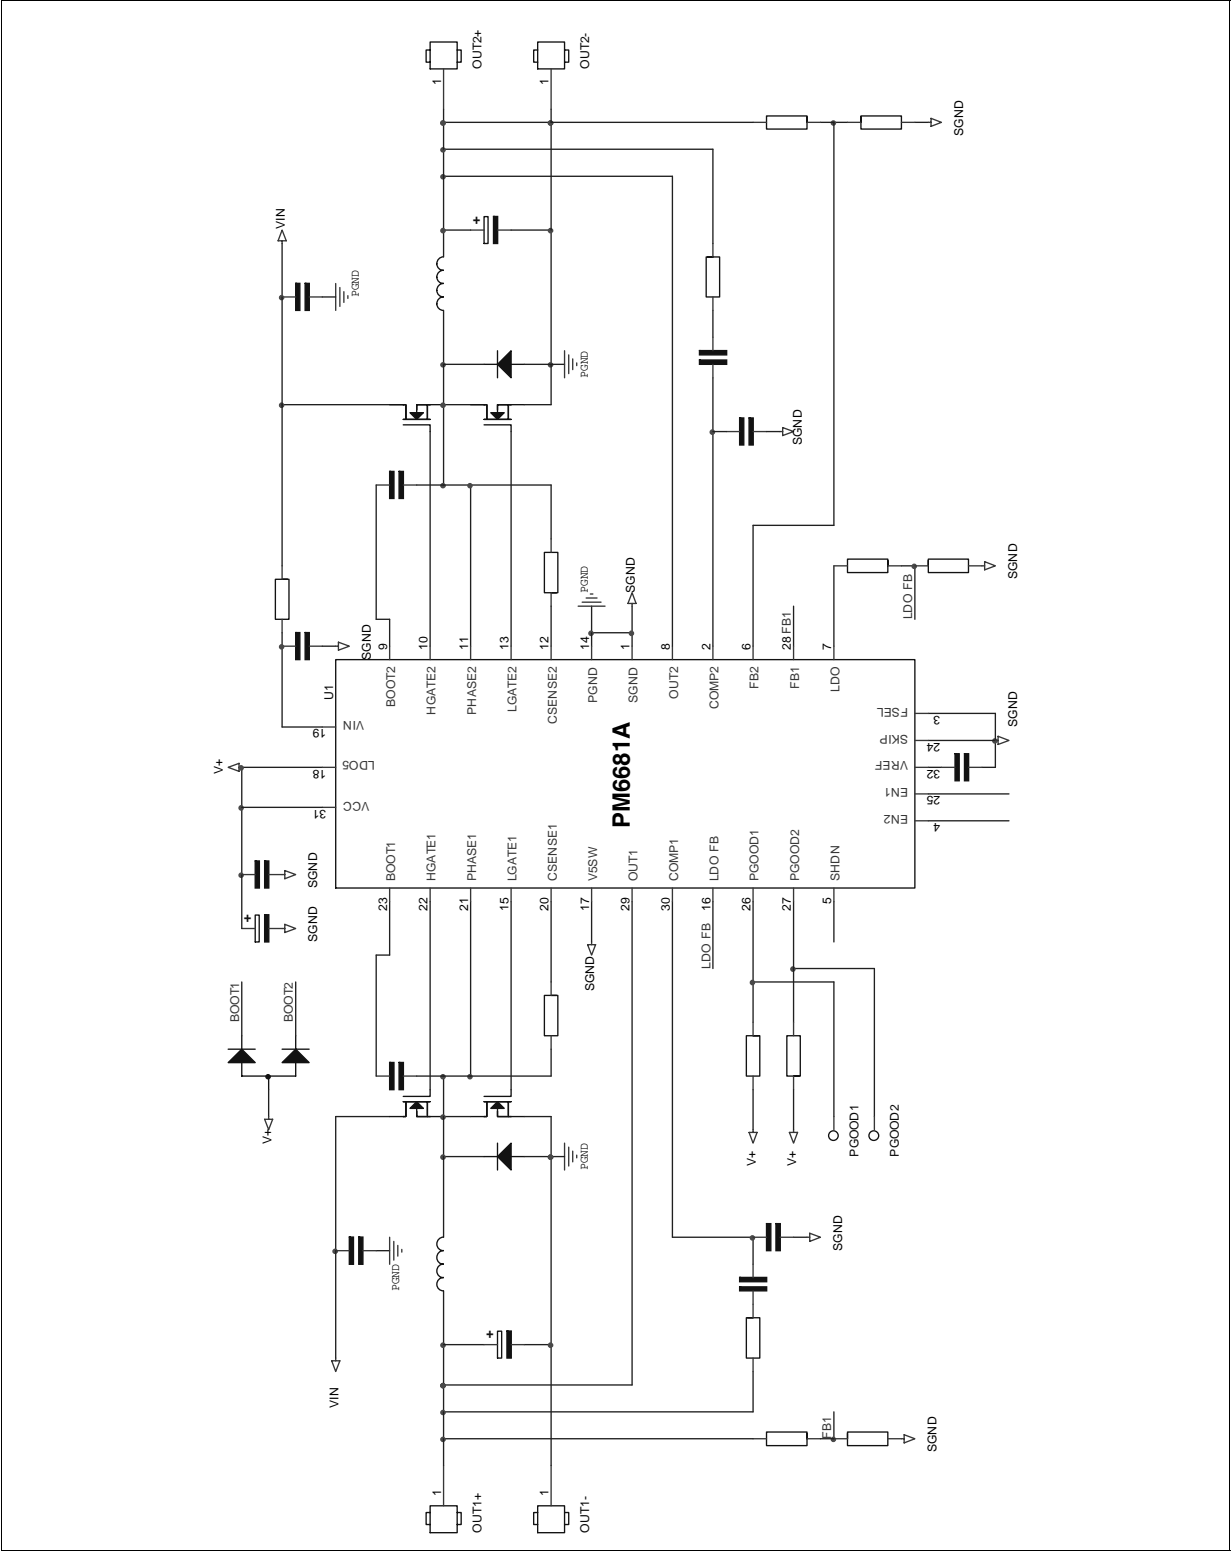 OUT2+
OUT2-
1
1
SGND
VIN
PGND
PGND
SGND
SGND
LDO FB
SGND
PGND
SGND
9
10
11
13
12
14
1
8
2
6
28 FB1
7
U1
BOOT2
HGATE2
PHASE2
LGATE2
CSENSE2
PGND
SGND
OUT2
COMP2
FB2
FB1
LDO
V+
19
VIN
18
LDO5
31
VCC
PM6681A
FSEL
3
SKIP
24
VREF
32
EN1
25
EN2
4
SGND
BOOT1
HGATE1
PHASE1
LGATE1
CSENSE1
V5SW
OUT1
COMP1
LDO FB
PGOOD1
PGOOD2
SHDN
23
22
21
15
20
17
29
30
16
26
27
5
SGND
SGND
+
SGND
LDO FB
BOOT1
BOOT2
V+
V+
V+
PGOOD1
PGOOD2
PGND
PGND
SGND
VIN
+
+
FB1
SGND
1
1
OUT1+
OUT1-